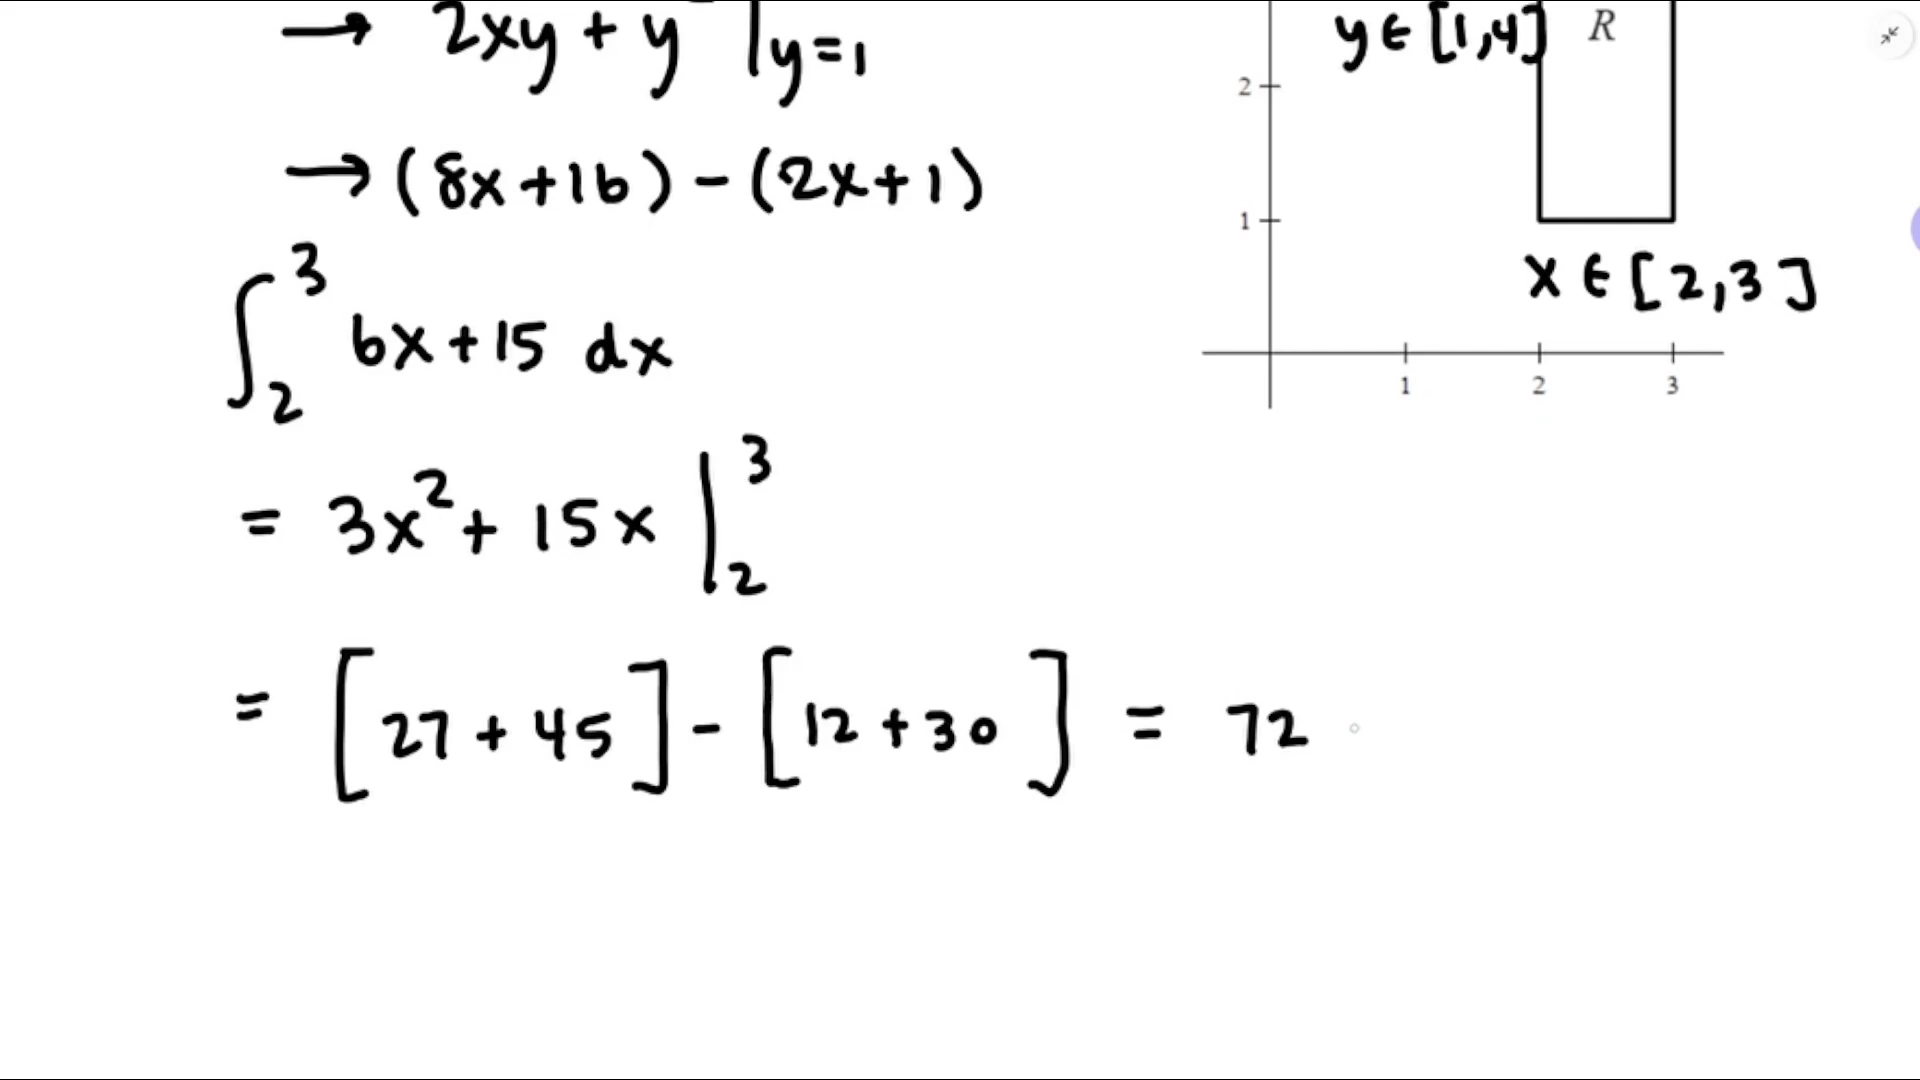 → 2xy + y |y=1
→ (8x+16) - (2x+1)
∫₂³ 6x+15 dx
= 3x²+ 15x |₂³
= [27 + 45] - [12 + 30] = 72
y ∈ [1,4]
R
2
1
x ∈ [2,3]
1 2 3